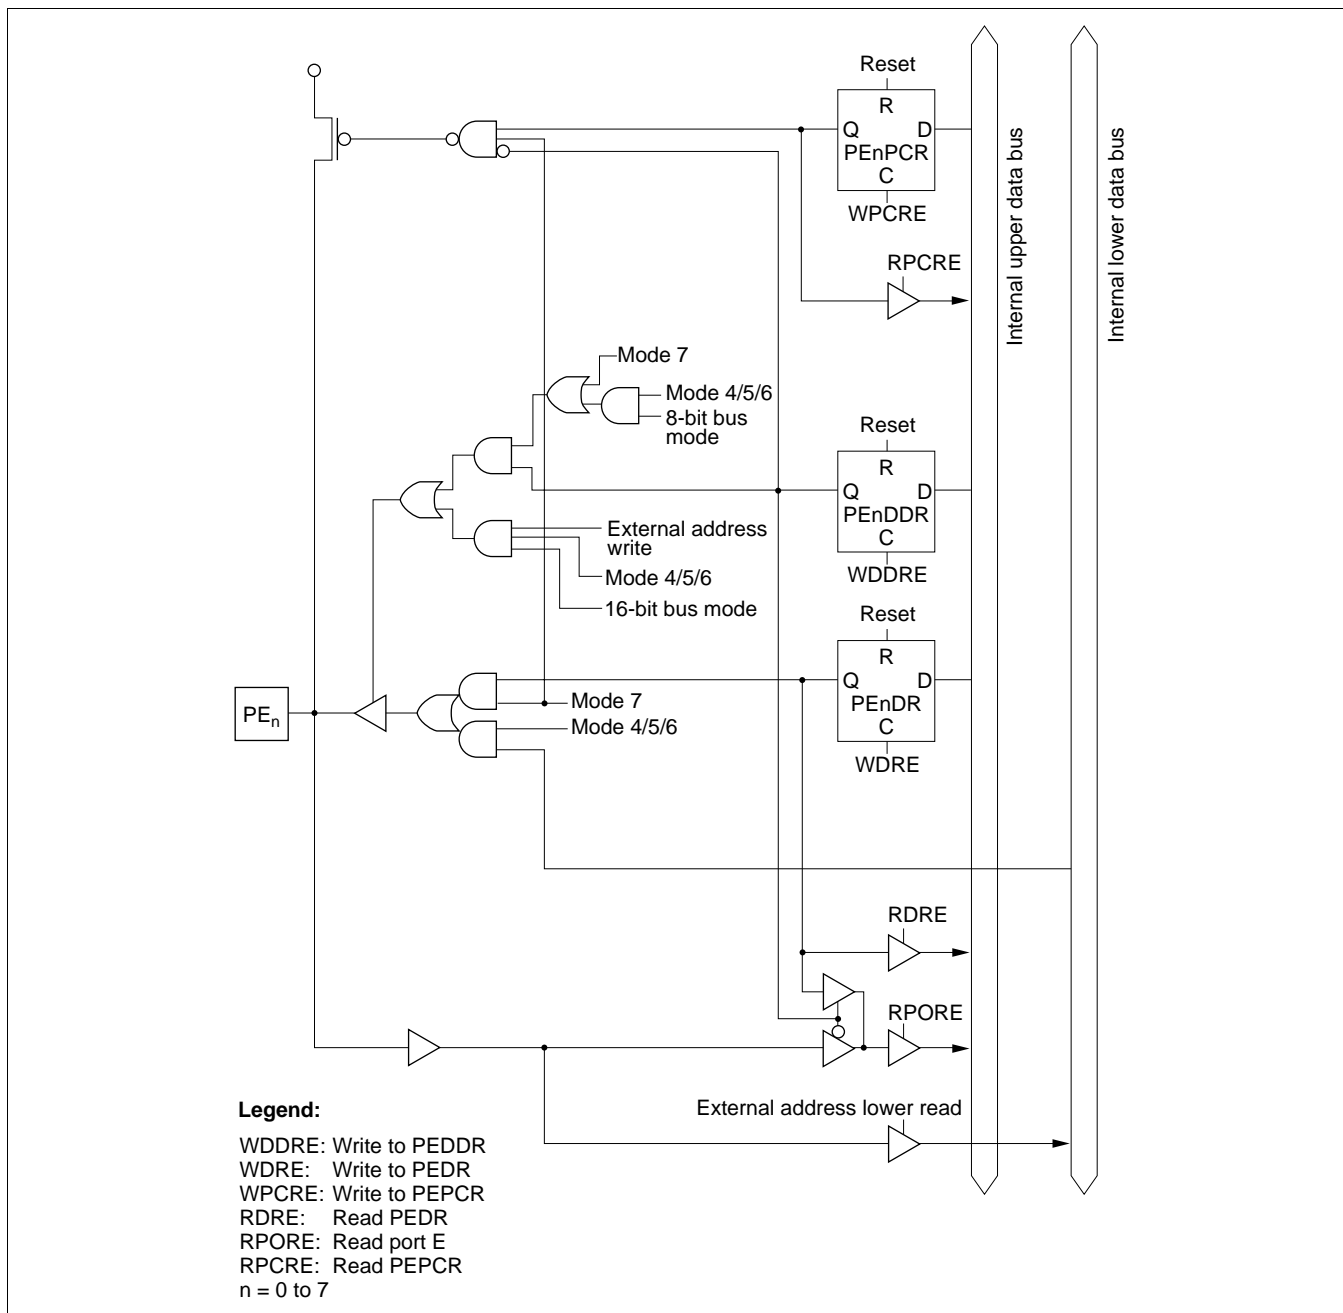 Reset
R
Q D
PEnPCR
C
WPCRE
Internal upper data bus
Internal lower data bus
RPCRE
Mode 7
Mode 4/5/6
8-bit bus
mode
Reset
R
Q D
PEnDDR
C
WDDRE
External address
write
Mode 4/5/6
16-bit bus mode
Reset
R
Q D
PEnDR
C
WDRE
Mode 7
Mode 4/5/6
PEn
RDRE
RPORE
External address lower read
Legend:
WDDRE: Write to PEDDR
WDRE: Write to PEDR
WPCRE: Write to PEPCR
RDRE: Read PEDR
RPORE: Read port E
RPCRE: Read PEPCR
n = 0 to 7